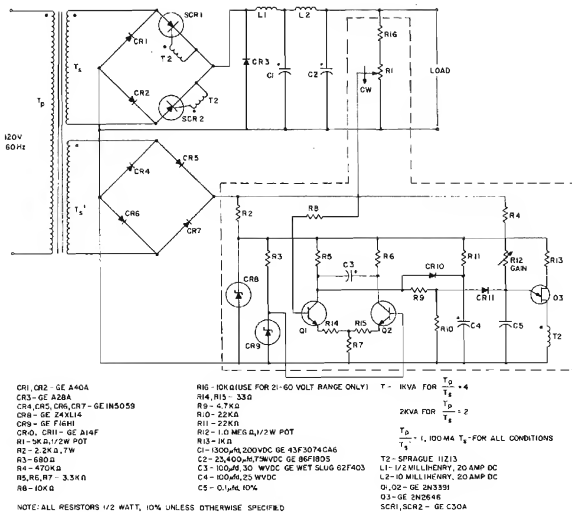 SCR1
L1
L2
CR1
T2
Ts
R16
CR3
C1
C2
R1
LOAD
CW
Tp
CR2
T2
SCR2
120V
60Hz
CR4
CR5
Ts'
CR6
CR7
R8
R2
R4
R3
R5
R6
R11
R12
GAIN
R13
C3
CR10
CR8
R9
CR11
Q3
Q1
R14
R15
Q2
R10
C4
C5
T2
CR9
R7
CR1, CR2 - GE A40A
CR3 - GE A28A
CR4, CR5, CR6, CR7 - GE IN5059
CR8 - GE Z4XL14
CR9 - GE F16H1
CR10, CR11 - GE A14F
R1 - 5KΩ, 1/2W POT
R2 - 2.2KΩ, 7W
R3 - 680Ω
R4 - 470KΩ
R5, R6, R7 - 3.3KΩ
R8 - 10KΩ
R16 - 10KΩ (USE FOR 21-60 VOLT RANGE ONLY)
R14, R15 - 33Ω
R9 - 4.7KΩ
R10 - 22KΩ
R11 - 22KΩ
R12 - 1.0 MEGΩ, 1/2W POT
R13 - 1KΩ
C1 - 1300μfd, 200VDC GE 43F3074CA6
C2 - 23,400μfd, 75WVDC GE 86F180S
C3 - 100μfd, 30 WVDC GE WET SLUG 62F403
C4 - 100μfd, 25 WVDC
C5 - 0.1μfd, 10%
T - 1KVA FOR Tp/Ts = 4
2KVA FOR Tp/Ts = 2
Tp/Ts' = 1, 100MA Ts' - FOR ALL CONDITIONS
T2 - SPRAGUE 11Z13
L1 - 1/2 MILLIHENRY, 20 AMP DC
L2 - 10 MILLIHENRY, 20 AMP DC
Q1, Q2 - GE 2N3391
Q3 - GE 2N2646
SCR1, SCR2 - GE C30A
NOTE: ALL RESISTORS 1/2 WATT, 10% UNLESS OTHERWISE SPECIFIED